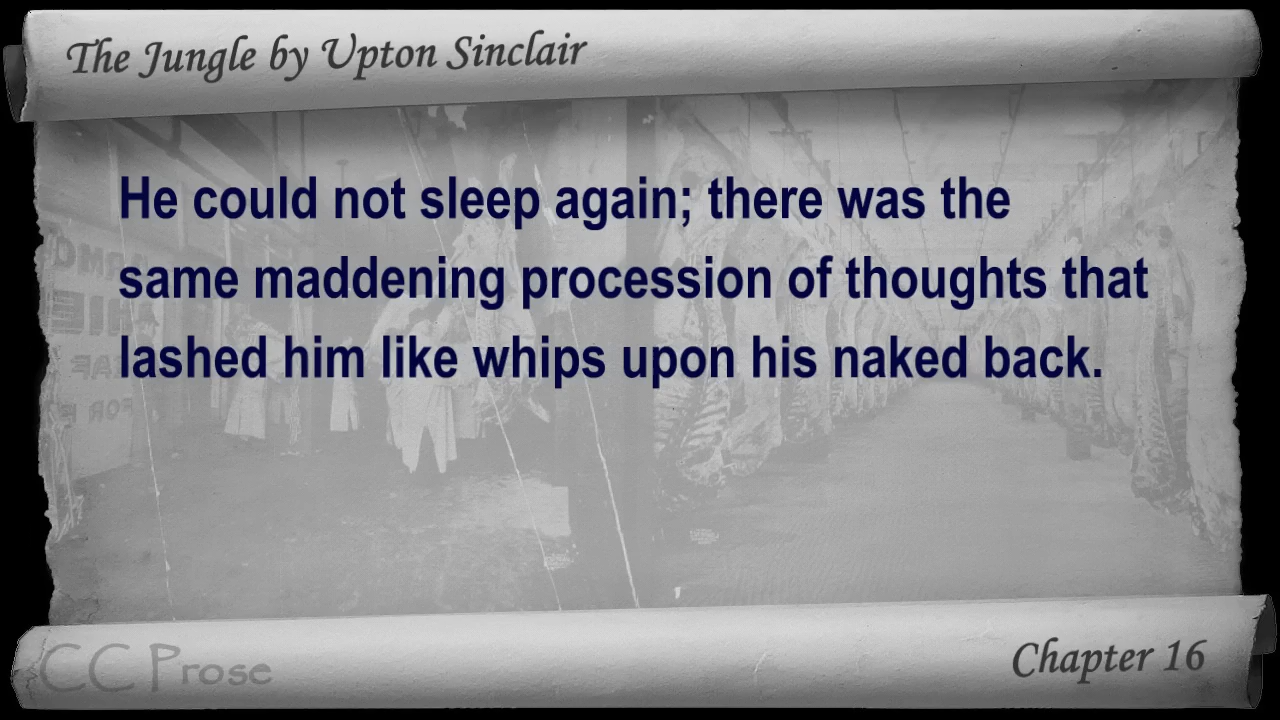 The Jungle by Upton Sinclair
He could not sleep again; there was the
same maddening procession of thoughts that
lashed him like whips upon his naked back.
CC Prose
Chapter 16